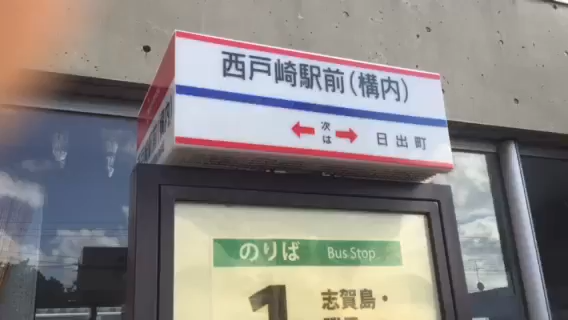 西戸崎駅前(構内)
← 次は → 日出町
のりば Bus Stop
1 志賀島・